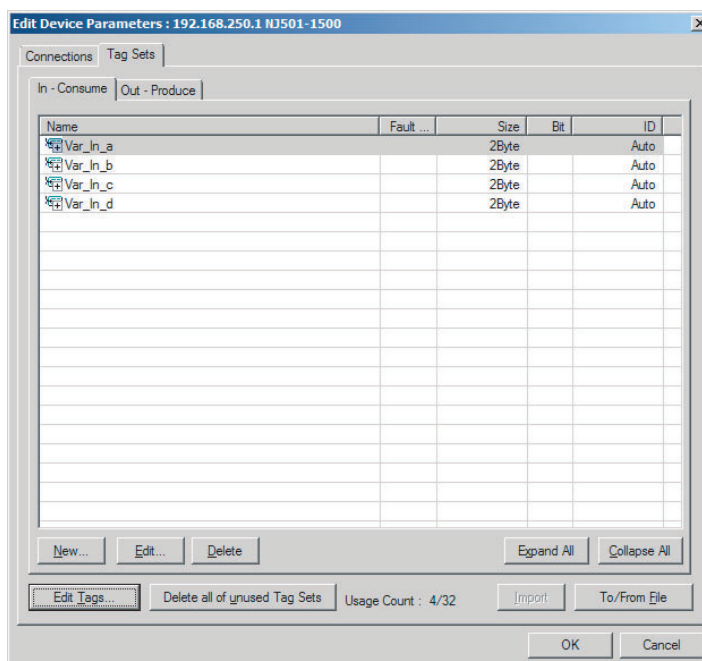 Edit Device Parameters : 192.168.250.1 NJ501-1500
Connections Tag Sets
In - Consume Out - Produce
Name Fault ... Size Bit ID
Var_In_a 2Byte Auto
Var_In_b 2Byte Auto
Var_In_c 2Byte Auto
Var_In_d 2Byte Auto
New... Edit... Delete Expand All Collapse All
Edit Tags... Delete all of unused Tag Sets Usage Count : 4/32 Import To/From File
OK Cancel